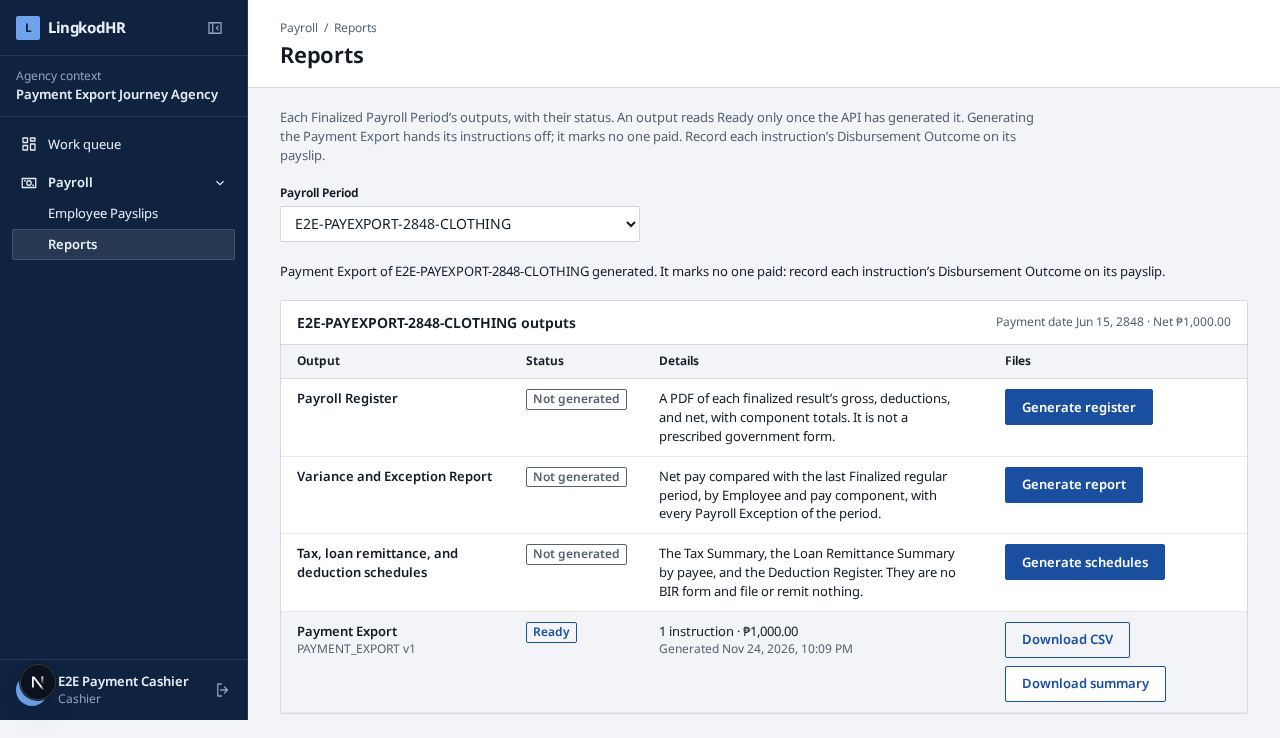 L LingkodHR
Agency context
Payment Export Journey Agency
Work queue
Payroll
Employee Payslips
Reports
N
E2E Payment Cashier
Cashier
Payroll / Reports
Reports
Each Finalized Payroll Period’s outputs, with their status. An output reads Ready only once the API has generated it. Generating
the Payment Export hands its instructions off; it marks no one paid. Record each instruction’s Disbursement Outcome on its
payslip.
Payroll Period
E2E-PAYEXPORT-2848-CLOTHING
Payment Export of E2E-PAYEXPORT-2848-CLOTHING generated. It marks no one paid: record each instruction’s Disbursement Outcome on its payslip.
E2E-PAYEXPORT-2848-CLOTHING outputs
Payment date Jun 15, 2848 · Net ₱1,000.00
Output Status Details Files
Payroll Register
Not generated
A PDF of each finalized result’s gross, deductions,
and net, with component totals. It is not a
prescribed government form.
Generate register
Variance and Exception Report
Not generated
Net pay compared with the last Finalized regular
period, by Employee and pay component, with
every Payroll Exception of the period.
Generate report
Tax, loan remittance, and
deduction schedules
Not generated
The Tax Summary, the Loan Remittance Summary
by payee, and the Deduction Register. They are no
BIR form and file or remit nothing.
Generate schedules
Payment Export
PAYMENT_EXPORT v1
Ready
1 instruction · ₱1,000.00
Generated Nov 24, 2026, 10:09 PM
Download CSV
Download summary